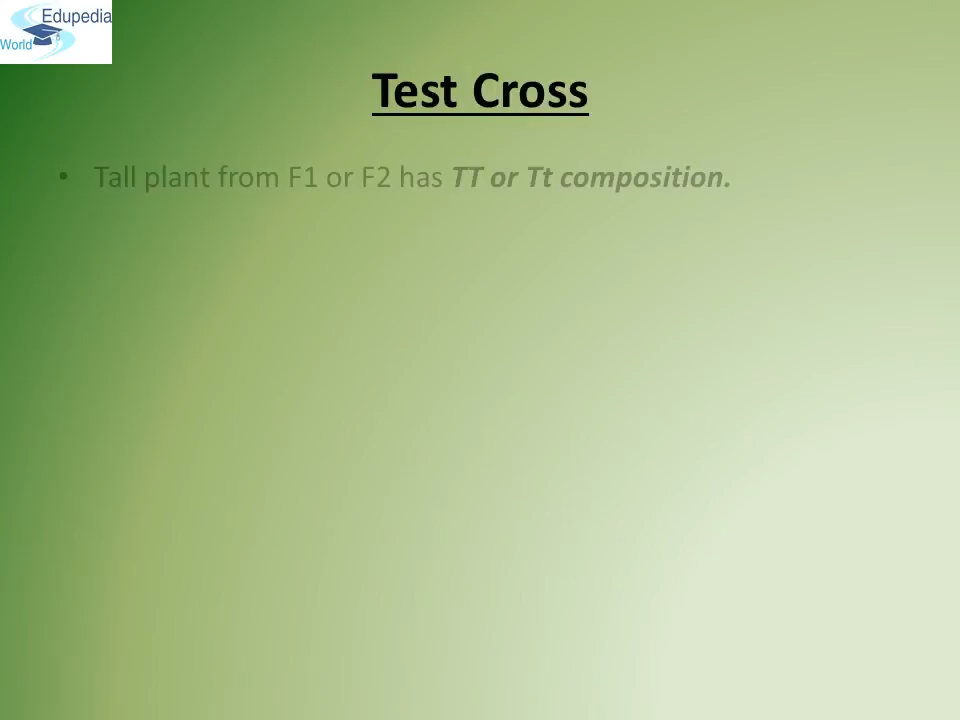 Edupedia
World
Test Cross
• Tall plant from F1 or F2 has TT or Tt composition.